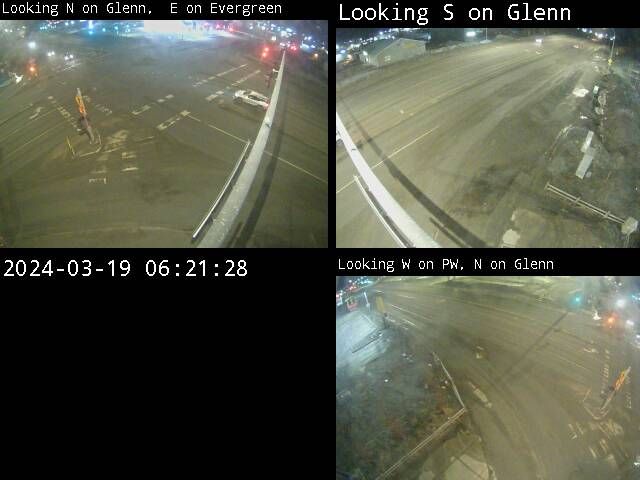 Looking N on Glenn,  E on Evergreen
Looking S on Glenn
2024-03-19 06:21:28
Looking W on PW, N on Glenn